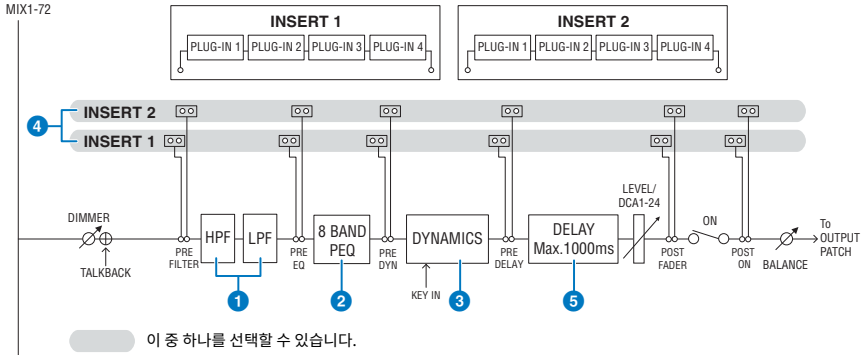 MIX1-72
INSERT 1
PLUG-IN 1 PLUG-IN 2 PLUG-IN 3 PLUG-IN 4
INSERT 2
PLUG-IN 1 PLUG-IN 2 PLUG-IN 3 PLUG-IN 4
4
INSERT 2
INSERT 1
DIMMER
TALKBACK
PRE
FILTER
HPF
LPF
1
PRE
EQ
8 BAND
PEQ
2
PRE
DYN
DYNAMICS
KEY IN
3
PRE
DELAY
DELAY
Max.1000ms
5
LEVEL/
DCA1-24
POST
FADER
ON
POST
ON
BALANCE
To
OUTPUT
PATCH
이 중 하나를 선택할 수 있습니다.